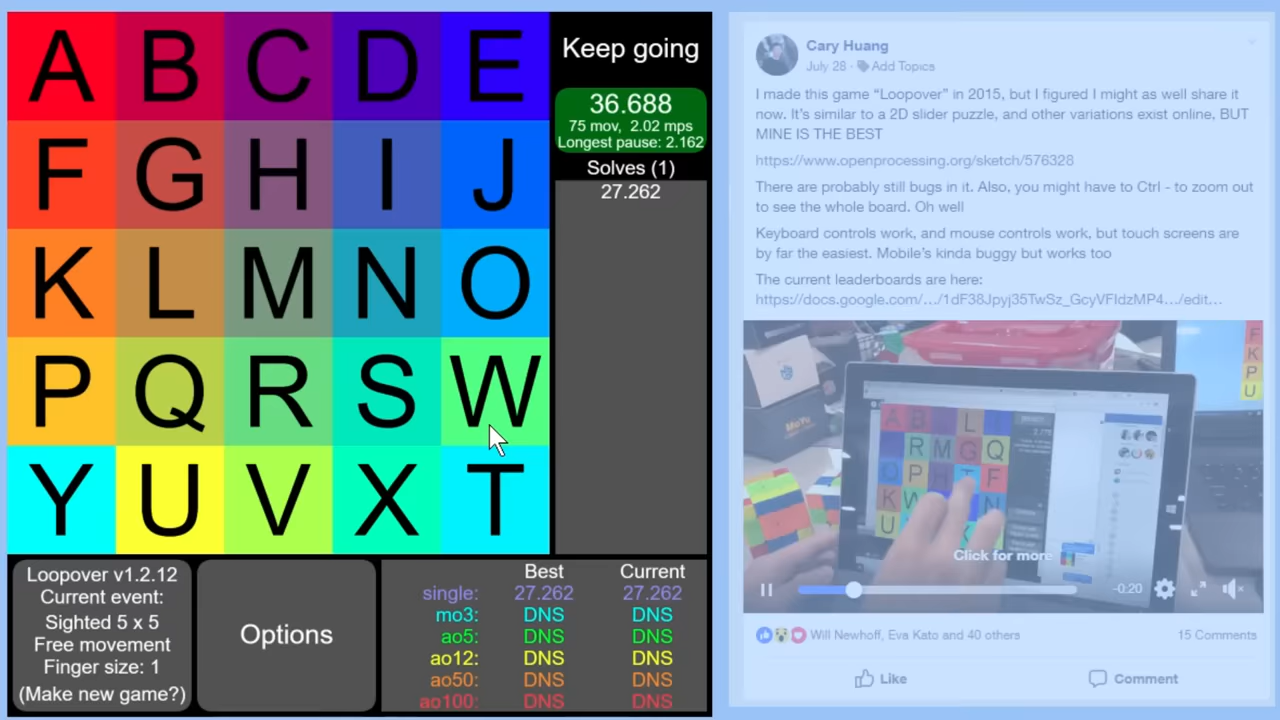 A B C D E
F G H I J
K L M N O
P Q R S W
Y U V X T
Keep going
36.688
75 mov, 2.02 mps
Longest pause: 2.162
Solves (1)
27.262
Loopover v1.2.12
Current event:
Sighted 5 x 5
Free movement
Finger size: 1
(Make new game?)
Options
Best Current
single: 27.262 27.262
mo3: DNS DNS
ao5: DNS DNS
ao12: DNS DNS
ao50: DNS DNS
ao100: DNS DNS
Cary Huang
July 28 · Add Topics
I made this game “Loopover” in 2015, but I figured I might as well share it
now. It’s similar to a 2D slider puzzle, and other variations exist online, BUT
MINE IS THE BEST
https://www.openprocessing.org/sketch/576328
There are probably still bugs in it. Also, you might have to Ctrl - to zoom out
to see the whole board. Oh well
Keyboard controls work, and mouse controls work, but touch screens are
by far the easiest. Mobile’s kinda buggy but works too
The current leaderboards are here:
https://docs.google.com/…/1dF38Jpyj35TwSz_GcyVFIdzMP4…/edit…
F
K
P
U
A B L
R M G Q
O P T F
K W N
U
MoYu
Click for more
-0:20
Will Newhoff, Eva Kato and 40 others 15 Comments
Like Comment